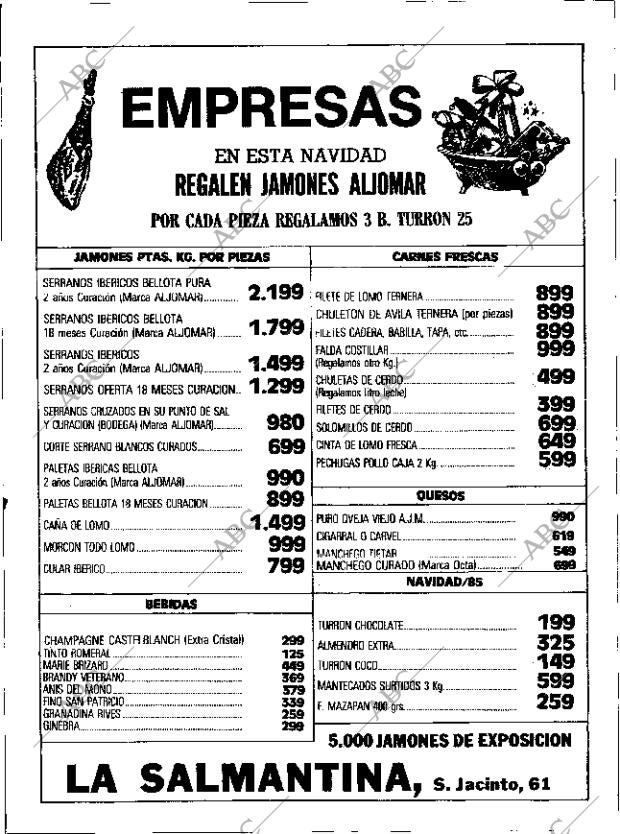 EMPRESAS
EN ESTA NAVIDAD
REGALEN JAMONES ALJOMAR
POR CADA PIEZA REGALAMOS 3 B. TURRON 25
JAMONES PTAS. KG. POR PIEZAS
SERRANOS IBERICOS BELLOTA PURA
2 años Curación (Marca ALJOMAR)............ 2.199
SERRANOS IBERICOS BELLOTA
18 meses Curación (Marca ALJOMAR)........ 1.799
SERRANOS IBERICOS
2 años Curación (Marca ALJOMAR)............ 1.499
SERRANOS OFERTA 18 MESES CURACION.. 1.299
SERRANOS CRUZADOS EN SU PUNTO DE SAL
Y CURACION (BODEGA) (Marca ALJOMAR) 980
CORTE SERRANO BLANCOS CURADOS............... 699
PALETAS IBERICAS BELLOTA
2 años Curación (Marca ALJOMAR)................. 990
PALETAS BELLOTA 18 MESES CURACION........... 899
CAÑA DE LOMO............................ 1.499
MORCON TODO LOMO....................... 999
CULAR IBERICO............................ 799
BEBIDAS
CHAMPAGNE CASTELBLANCH (Extra Cristal) 299
TINTO ROMERAL............................ 125
MARIE BRIZARD............................ 449
BRANDY VETERANO............................ 369
ANIS DEL MONO............................ 379
FINO SAN PATRICIO............................ 339
GRANADINA RIVES............................ 259
GINEBRA............................ 299
CARNES FRESCAS
FILETE DE LOMO TERNERA...................... 899
CHULETON DE AVILA TERNERA (por piezas) 899
FILETES CADERA, BABILLA, TAPA, etc. 899
FALDA COSTILLAR...................... 999
(Regalamos otro Kg.)
CHULETAS DE CERDO...................... 499
(Regalamos litro leche)
FILETES DE CERDO...................... 399
SOLOMILLOS DE CERDO...................... 699
CINTA DE LOMO FRESCA...................... 649
PECHUGAS POLLO CAJA 2 Kg...................... 599
QUESOS
PURO OVEJA VIEJO A.J.M....................... 990
CIGARRAL O CARVEL...................... 619
MANCHEGO TIETAR...................... 549
MANCHEGO CURADO (Marca Octa)............... 699
NAVIDAD/85
TURRON CHOCOLATE...................... 199
ALMENDRO EXTRA...................... 325
TURRON COCO...................... 149
MANTECADOS SURTIDOS 3 Kg...................... 599
F. MAZAPAN 400 grs....................... 259
5.000 JAMONES DE EXPOSICION
LA SALMANTINA, S. Jacinto, 61
ABC